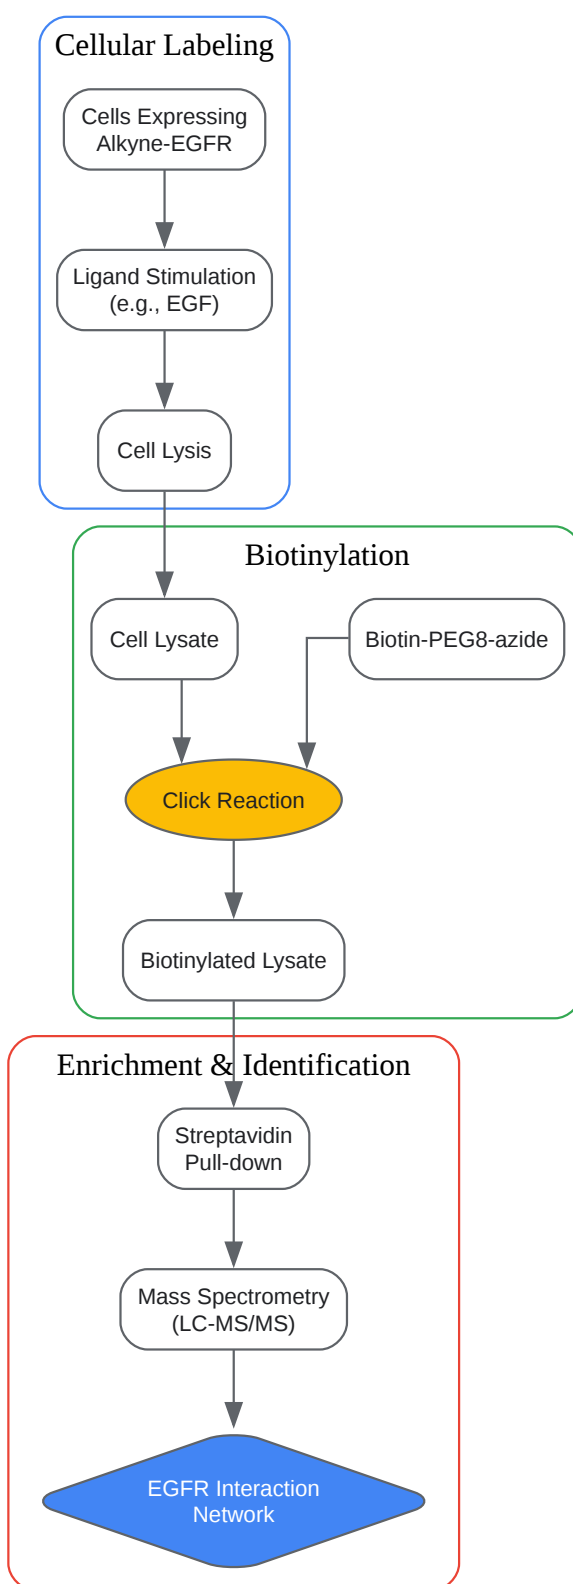 Cellular Labeling
Cells Expressing
Alkyne-EGFR
Ligand Stimulation
(e.g., EGF)
Cell Lysis
Biotinylation
Cell Lysate
Biotin-PEG8-azide
Click Reaction
Biotinylated Lysate
Enrichment & Identification
Streptavidin
Pull-down
Mass Spectrometry
(LC-MS/MS)
EGFR Interaction
Network